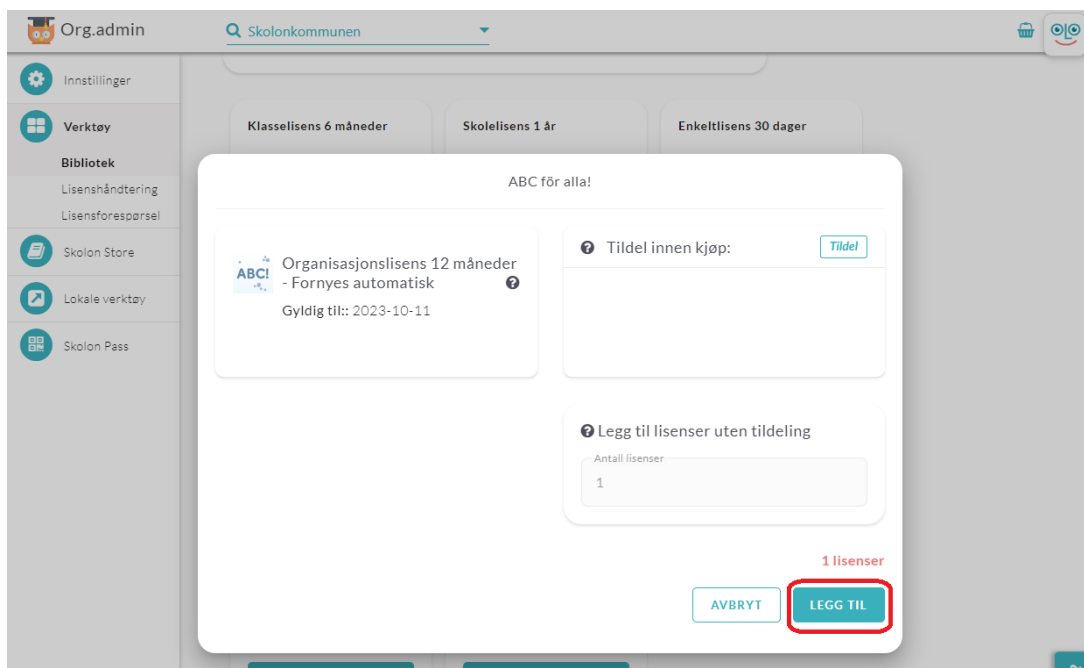 Org.admin
Skolonkommunen
Innstillinger
Verktøy
Bibliotek
Lisenshåndtering
Lisensforespørsel
Skolon Store
Lokale verktøy
Skolon Pass
Klasselisens 6 måneder
Skolelisens 1 år
Enkeltlisens 30 dager
ABC för alla!
ABC!
Organisasjonslisens 12 måneder
- Fornyes automatisk
Gyldig til:: 2023-10-11
Tildel innen kjøp:
Tildel
Legg til lisenser uten tildeling
Antall lisenser
1
1 lisenser
AVBRYT
LEGG TIL